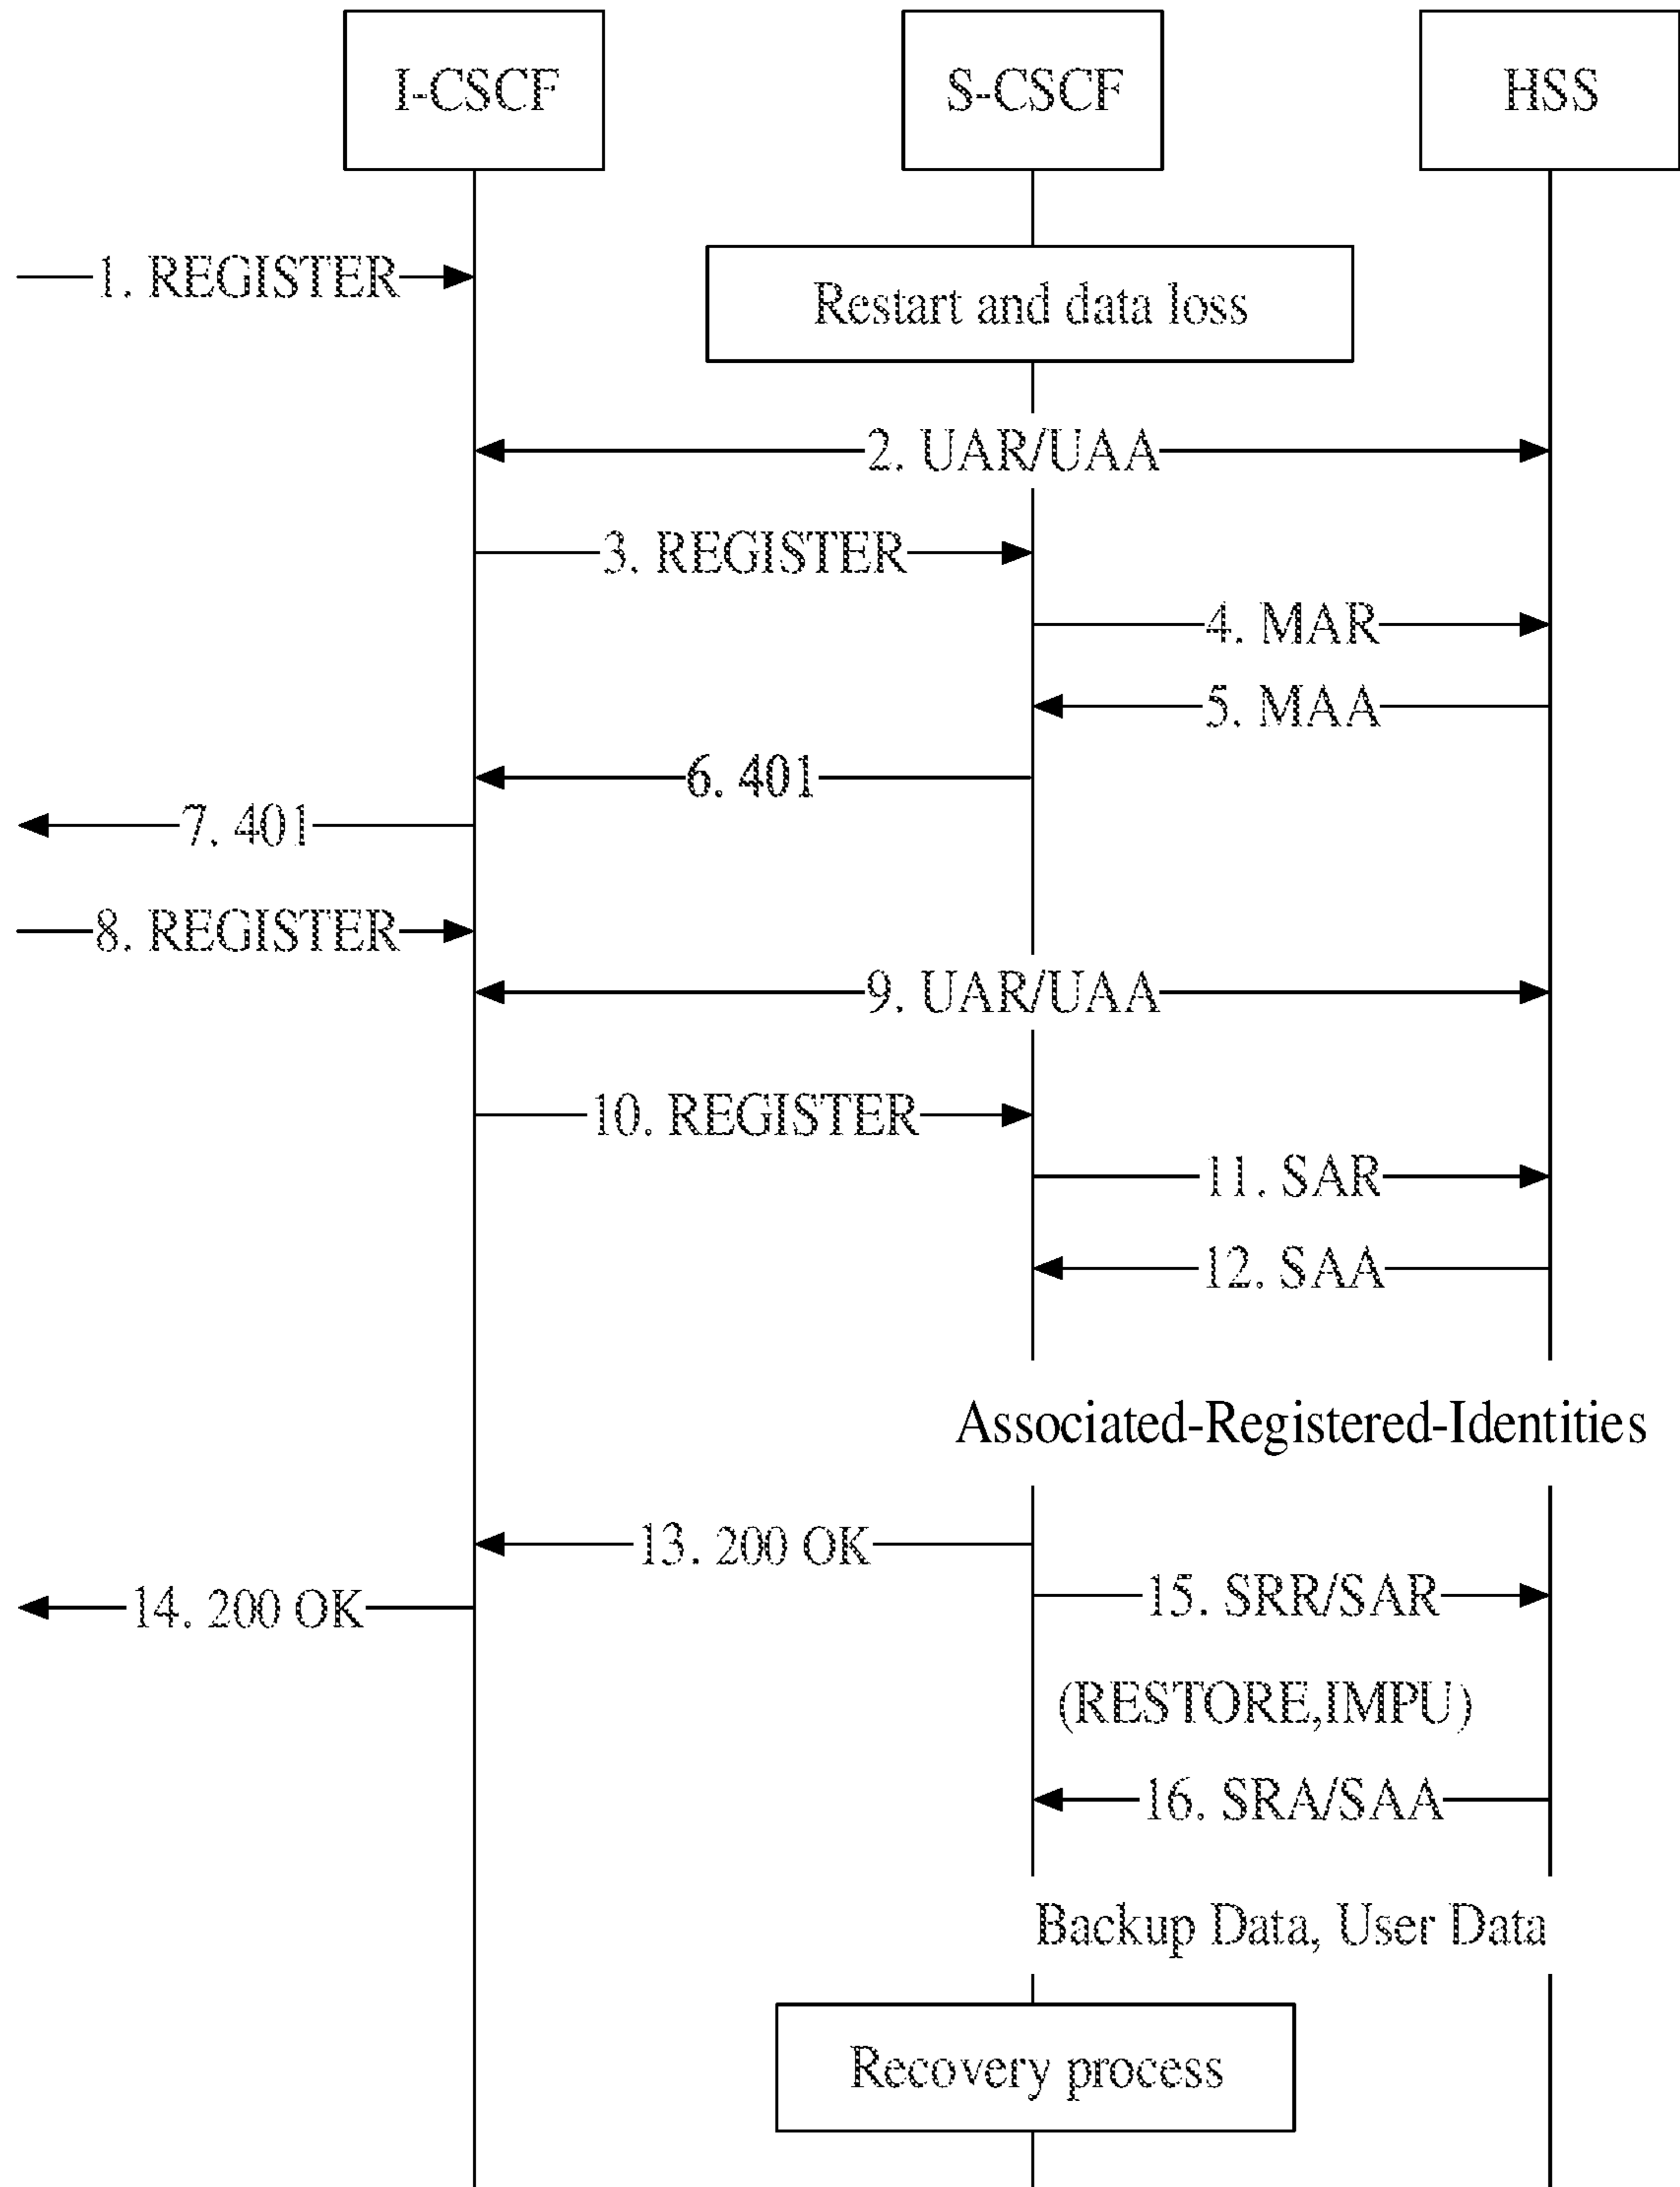 I-CSCF
S-CSCF
HSS
1. REGISTER
Restart and data loss
2. UAR/UAA
3. REGISTER
4. MAR
5. MAA
6. 401
7. 401
8. REGISTER
9. UAR/UAA
10. REGISTER
11. SAR
12. SAA
Associated-Registered-Identities
13. 200 OK
15. SRR/SAR
14. 200 OK
(RESTORE,IMPU)
16. SRA/SAA
Backup Data, User Data
Recovery process